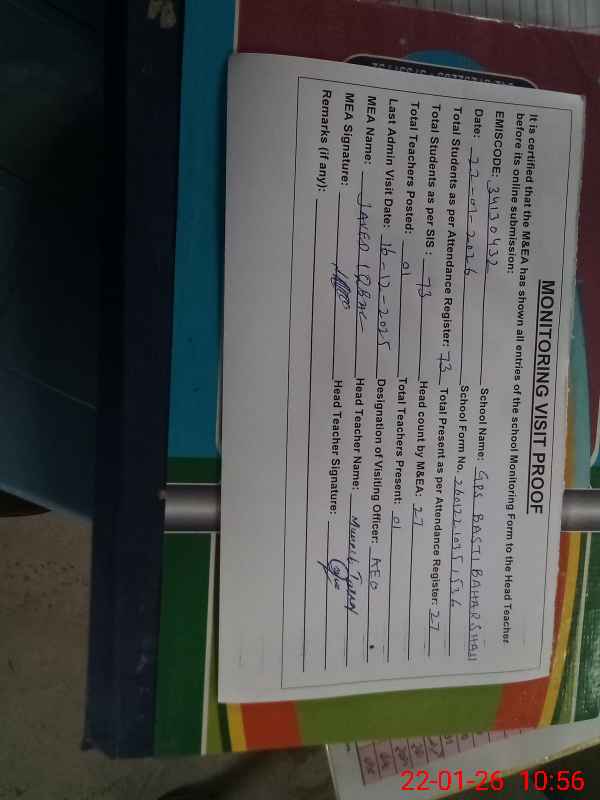 MONITORING VISIT PROOF
It is certified that the M&EA has shown all entries of the school Monitoring Form to the Head Teacher
before its online submission:
EMISCODE: 34130432 School Name: GPS BASTI BAHAR SHAH
Date: 22-01-2026 School Form No.
Total Students as per Attendance Register: 73 Total Present as per Attendance Register: 27
Total Students as per SIS: 73 Head count by M&EA: 27
Total Teachers Posted: 01 Total Teachers Present: 01
Last Admin Visit Date: 16-12-2025 Designation of Visiting Officer: AEO
MEA Name: JAVED IQBAL Head Teacher Name:
MEA Signature: Head Teacher Signature:
Remarks (if any):
22-01-26 10:56